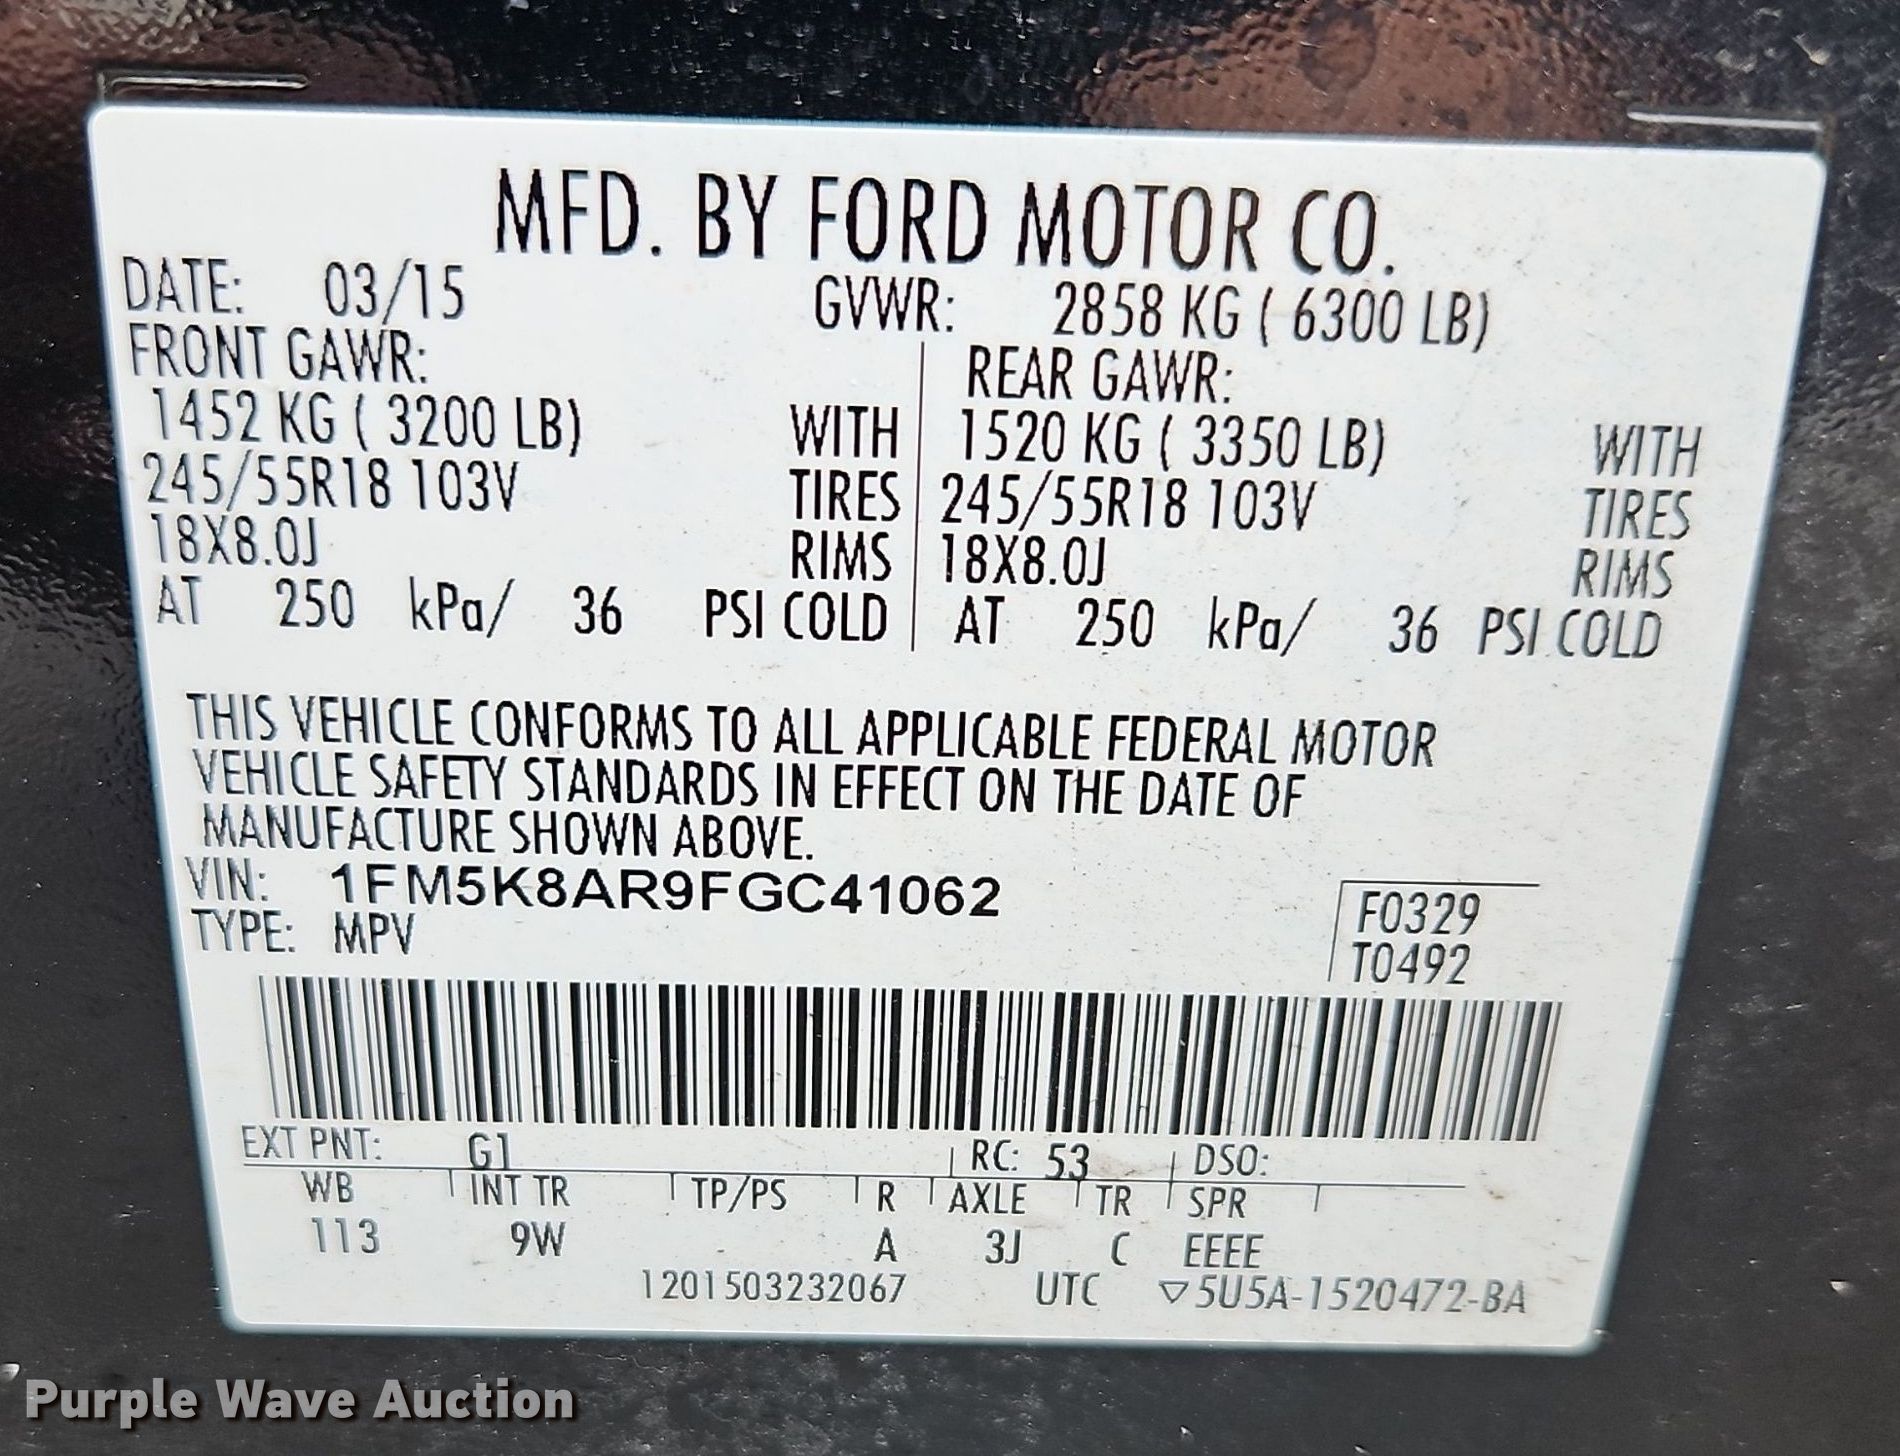 MFD. BY FORD MOTOR CO.
DATE: 03/15 GVWR: 2858 KG ( 6300 LB)
FRONT GAWR: REAR GAWR:
1452 KG ( 3200 LB) WITH 1520 KG ( 3350 LB) WITH
245/55R18 103V TIRES 245/55R18 103V TIRES
18X8.0J RIMS 18X8.0J RIMS
AT 250 kPa/ 36 PSI COLD AT 250 kPa/ 36 PSI COLD
THIS VEHICLE CONFORMS TO ALL APPLICABLE FEDERAL MOTOR
VEHICLE SAFETY STANDARDS IN EFFECT ON THE DATE OF
MANUFACTURE SHOWN ABOVE.
VIN: 1FM5K8AR9FGC41062 F0329
TYPE: MPV T0492
EXT PNT: G1 RC: 53 DSO:
WB INT TR TP/PS R AXLE TR SPR
113 9W A 3J C EEEE
1201503232067 UTC ▽5U5A-1520472-BA
Purple Wave Auction